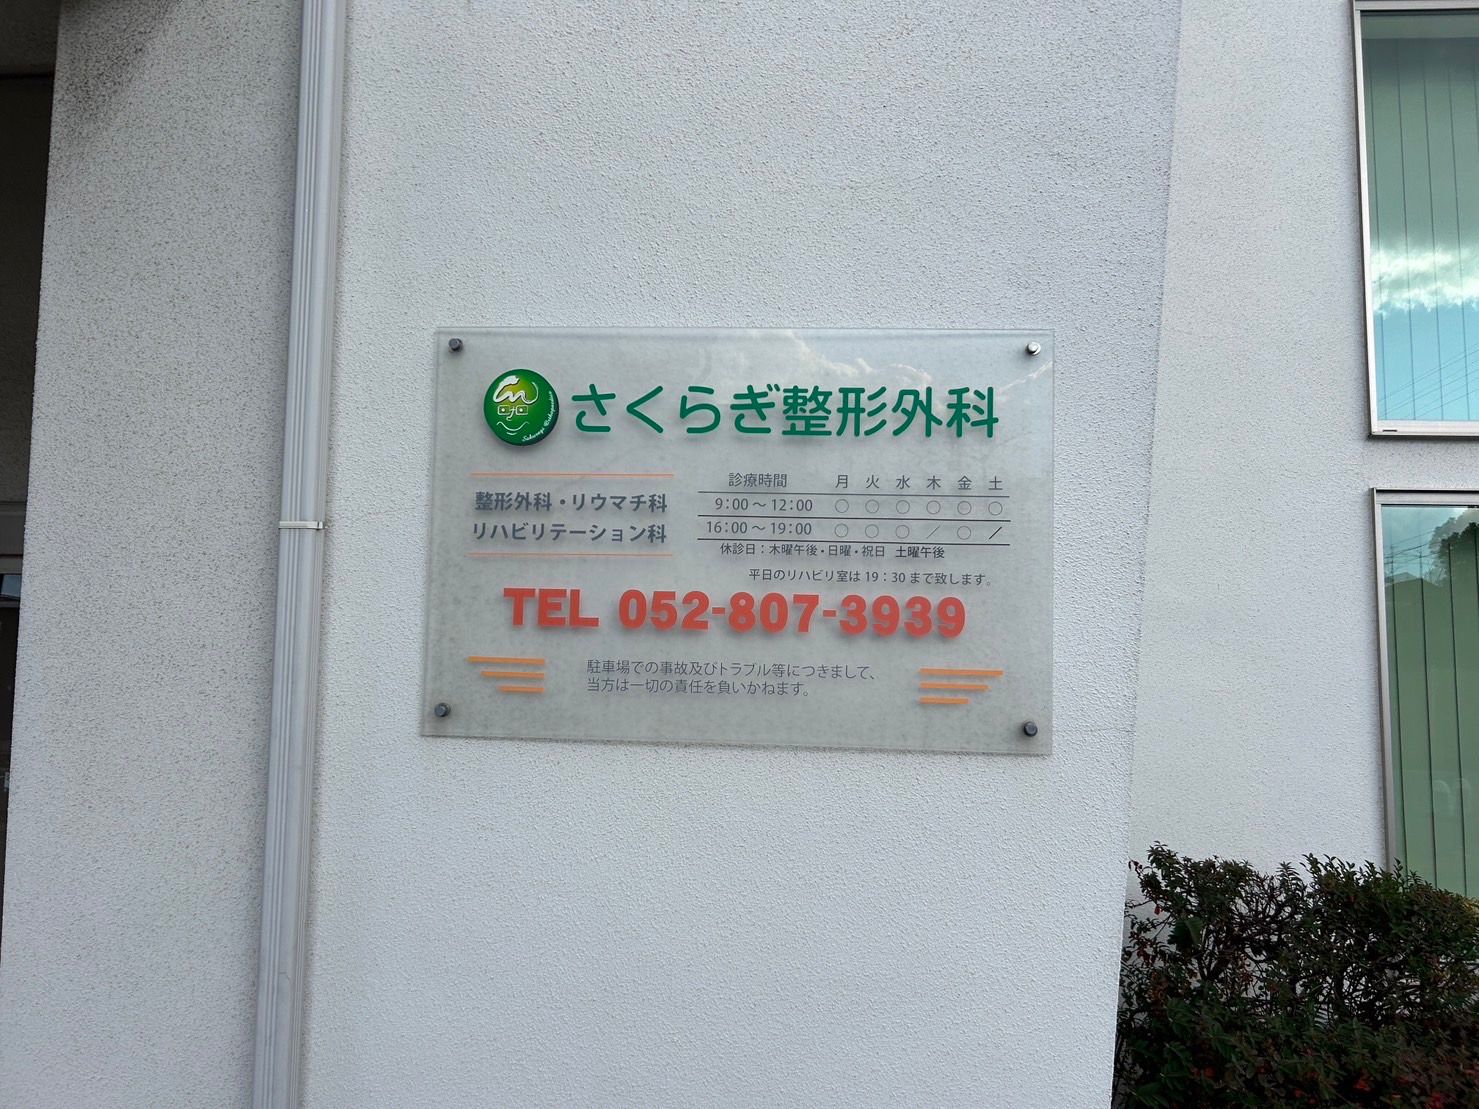 さくらぎ整形外科
Sakuragi Orthopaedics
整形外科・リウマチ科
リハビリテーション科
診療時間 月 火 水 木 金 土
9:00～12:00 ○ ○ ○ ○ ○ ○
16:00～19:00 ○ ○ ○ ／ ○ ／
休診日：木曜午後・日曜・祝日 土曜午後
平日のリハビリ室は19：30まで致します。
TEL 052-807-3939
駐車場での事故及びトラブル等につきまして、
当方は一切の責任を負いかねます。